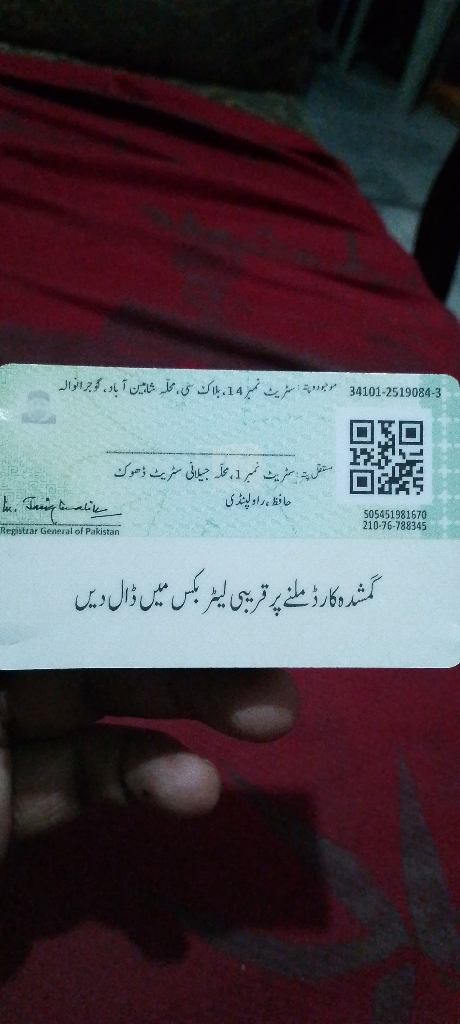 34101-2519084-3
موجودہ پتہ: سٹریٹ نمبر 14، بلاک سی، محلہ شاہین آباد، گوجرانوالہ
مستقل پتہ: سٹریٹ نمبر 1، محلہ جیلانی سٹریٹ ڈھوک
حافظ، راولپنڈی
505451981670
210-76-788345
Registrar General of Pakistan
گمشدہ کارڈ ملنے پر قریبی لیٹر بکس میں ڈال دیں